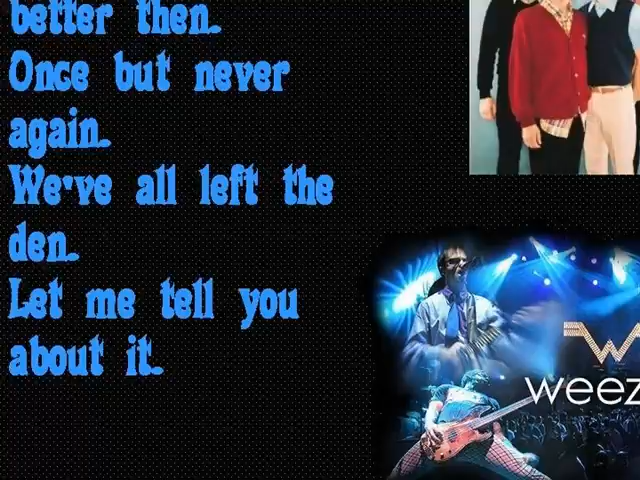 better then.
Once but never
again.
We've all left the
den.
Let me tell you
about it.
W
weez